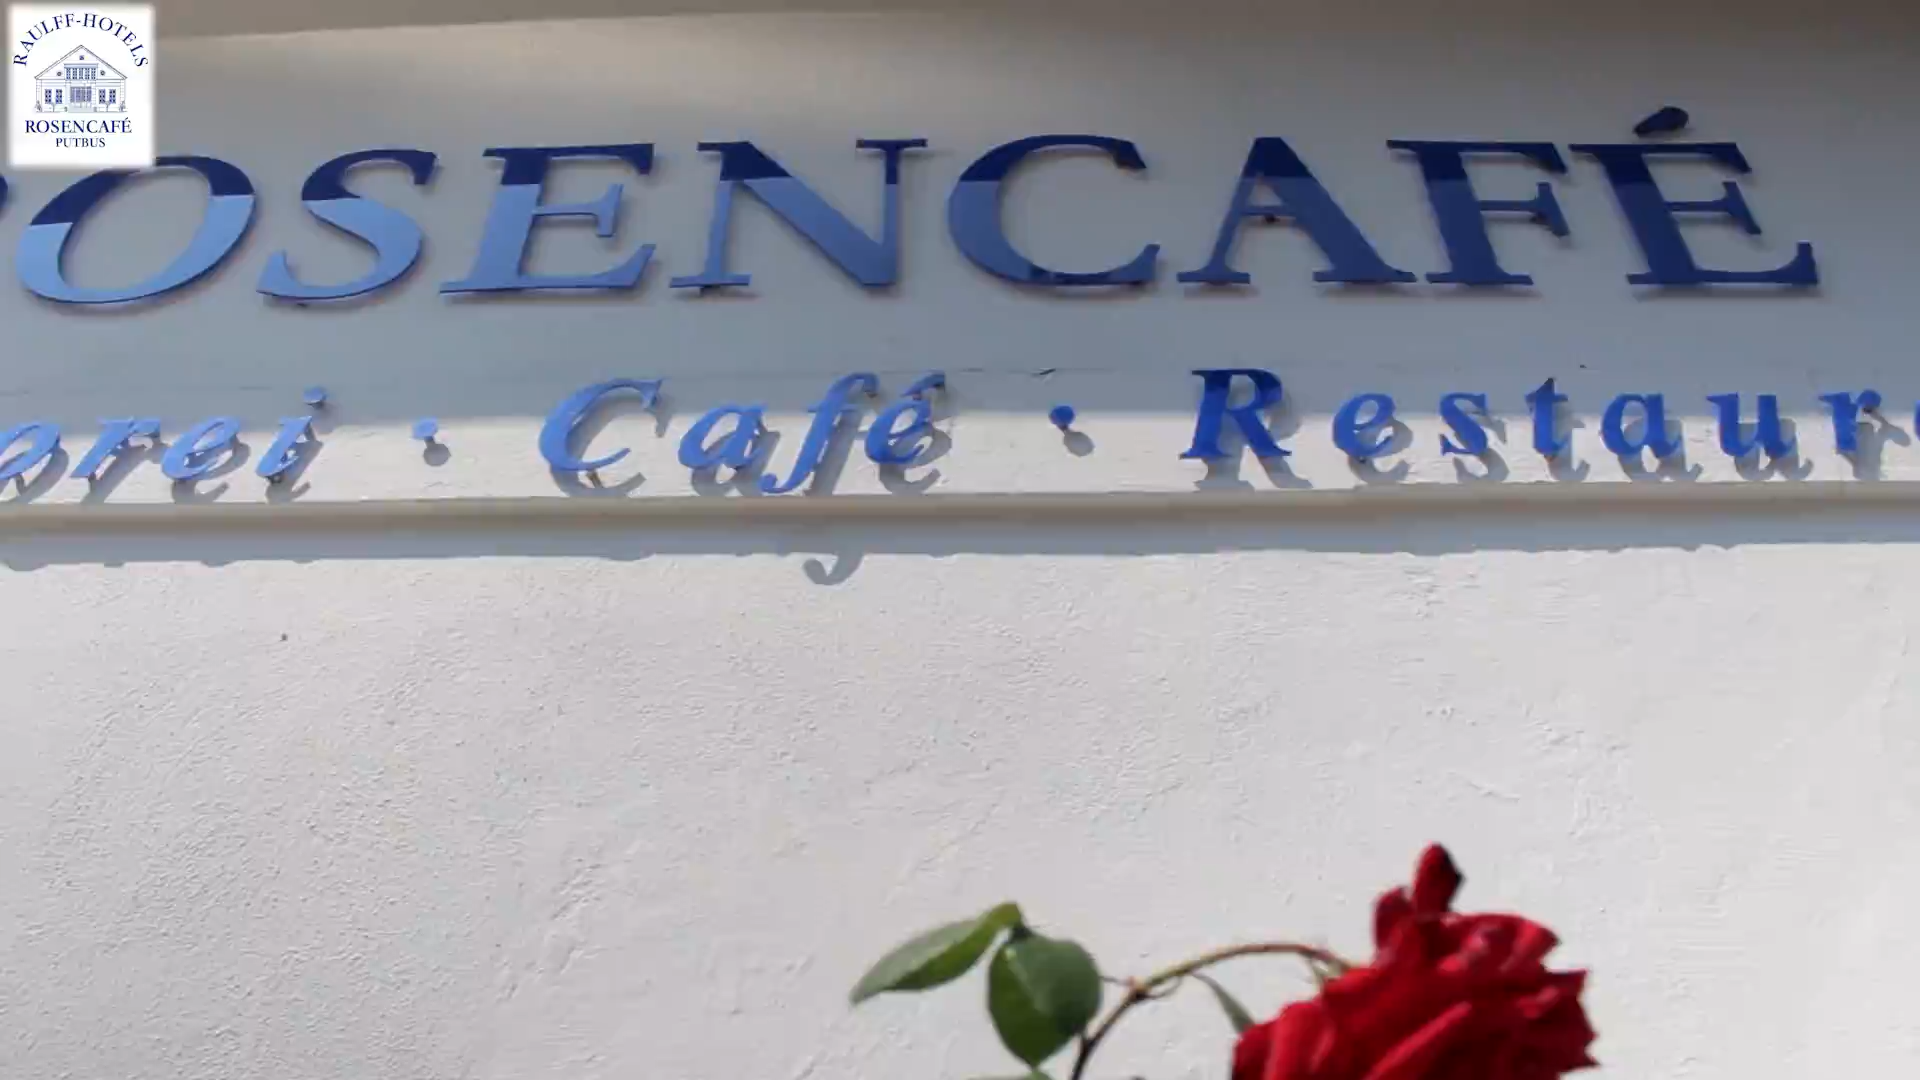 RAULFF-HOTELS
ROSENCAFÉ
PUTBUS
OSENCAFÉ
orei · Café · Restaur